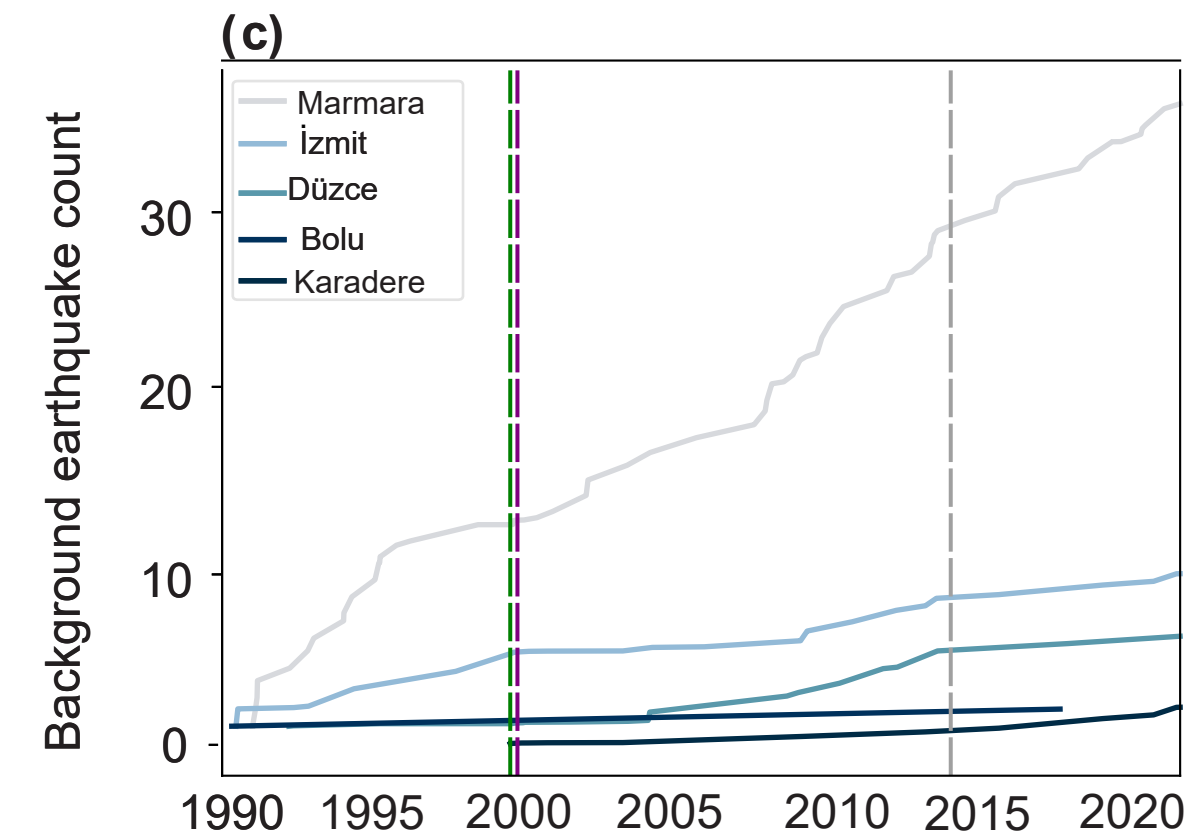 (c)
Marmara
İzmit
Düzce
Bolu
Karadere
Background earthquake count
30
20
10
0
1990 1995 2000 2005 2010 2015 2020